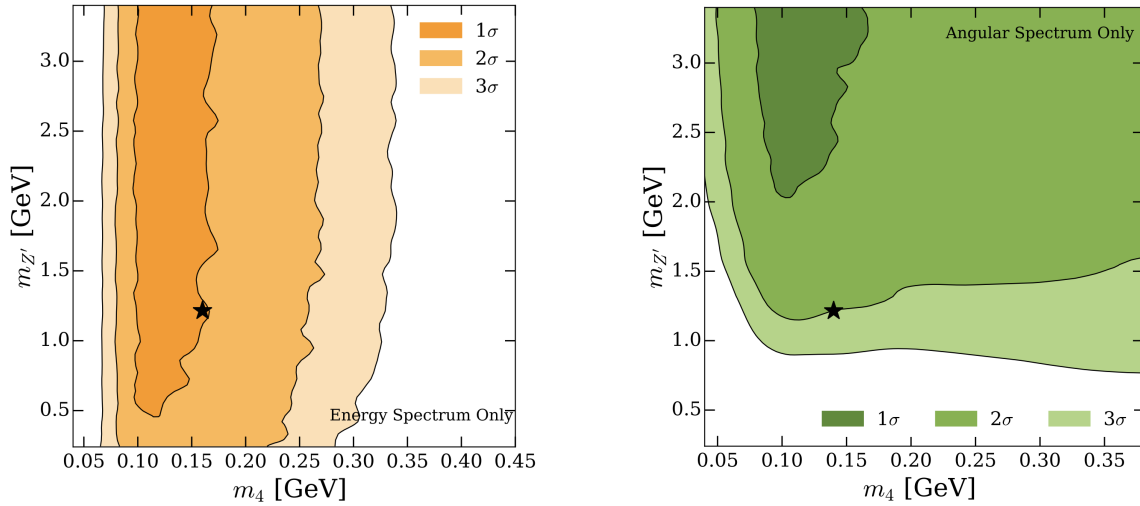 1σ
2σ
3σ
3.0
2.5
2.0
1.5
1.0
0.5
m_{Z'} [GeV]
Energy Spectrum Only
0.05 0.10 0.15 0.20 0.25 0.30 0.35 0.40 0.45
m_4 [GeV]
Angular Spectrum Only
3.0
2.5
2.0
1.5
1.0
0.5
m_{Z'} [GeV]
1σ 2σ 3σ
0.05 0.10 0.15 0.20 0.25 0.30 0.35
m_4 [GeV]